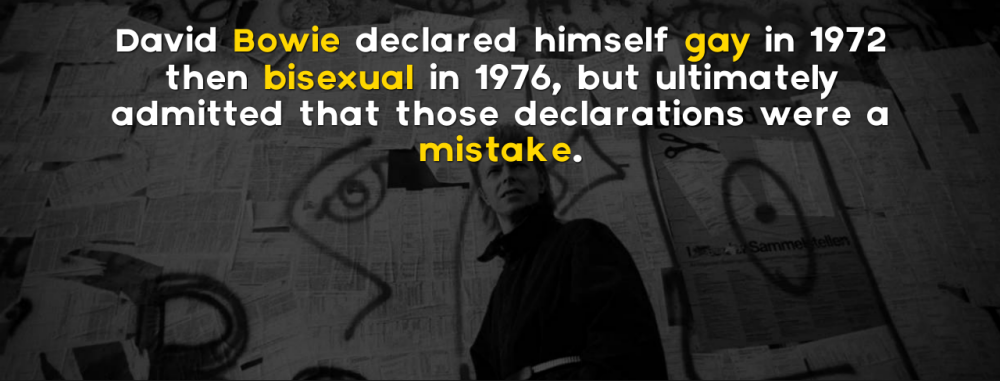 David Bowie declared himself gay in 1972
then bisexual in 1976, but ultimately
admitted that those declarations were a
mistake.
Sammelstellen